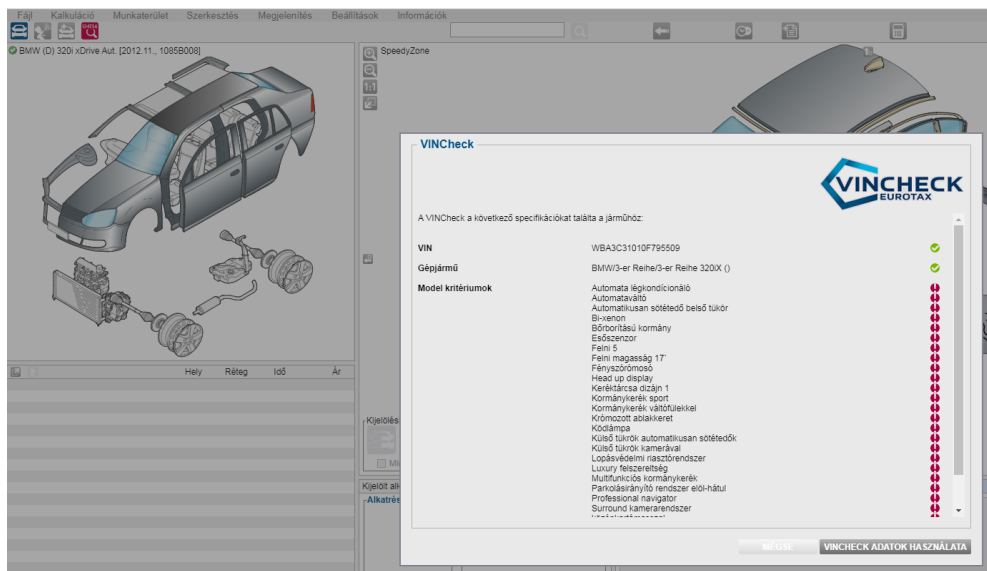 Fájl Kalkuláció Munkaterület Szerkesztés Megjelenítés Beállítások Információk
BMW (D) 320i xDrive Aut. [2012.11., 1085B008]
SpeedyZone
1:1
Hely Réteg Idő Ár
Kijelölés
Kijelölt alk
Alkatrés
VINCheck
VINCHECK
EUROTAX
A VINCheck a következő specifikációkat találta a járműhöz:
VIN WBA3C31010F795509
Gépjármű BMW/3-er Reihe/3-er Reihe 320iX ()
Model kritériumok Automata légkondícionáló
Automataváltó
Automatikusan sötétedő belső tükör
Bi-xenon
Bőrborítású kormány
Esőszenzor
Felni 5
Felni magasság 17"
Fényszórómosó
Head up display
Keréktárcsa dizájn 1
Kormánykerék sport
Kormánykerék váltófülekkel
Krómozott ablakkeret
Ködlámpa
Külső tükrök automatikusan sötétedők
Külső tükrök kamerával
Lopásvédelmi riasztórendszer
Luxury felszereltség
Multifunkciós kormánykerék
Parkolásirányító rendszer elöl-hátul
Professional navigator
Surround kamerarendszer
MÉGSE VINCHECK ADATOK HASZNÁLATA